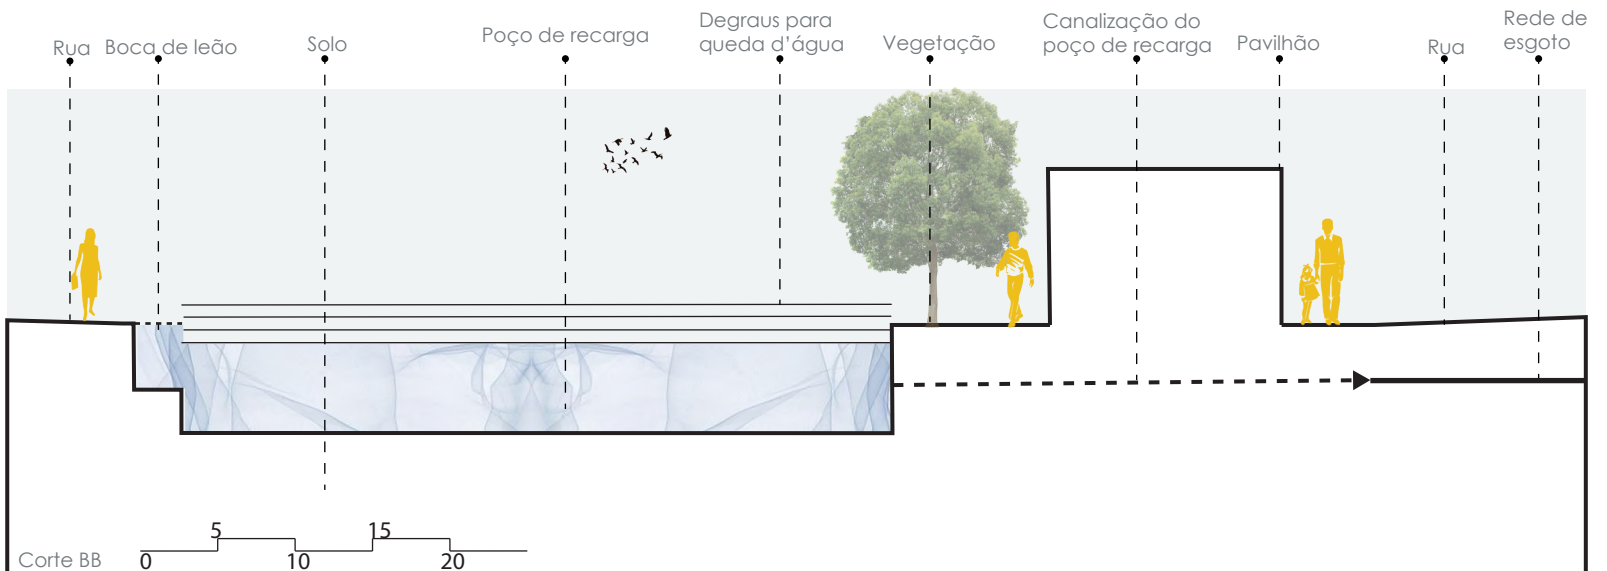 Rua
Boca de leão
Solo
Poço de recarga
Degraus para
queda d'água
Vegetação
Canalização do
poço de recarga
Pavilhão
Rua
Rede de
esgoto
Corte BB
0
5
10
15
20